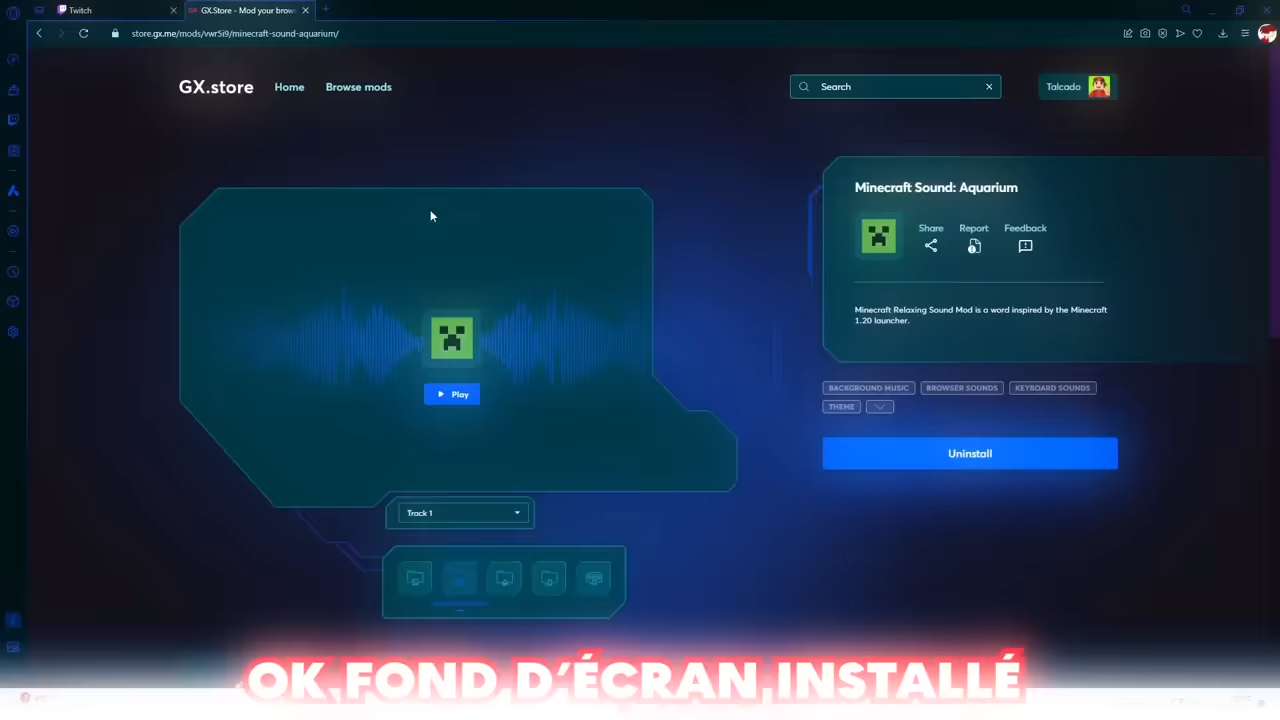 Twitch
GX.Store - Mod your brows
store.gx.me/mods/vwr5i9/minecraft-sound-aquarium/
GX.store
Home
Browse mods
Search
Talcado
Minecraft Sound: Aquarium
Share
Report
Feedback
Minecraft Relaxing Sound Mod is a word inspired by the Minecraft
1.20 launcher.
BACKGROUND MUSIC
BROWSER SOUNDS
KEYBOARD SOUNDS
THEME
Play
Uninstall
Track 1
OK, FOND D'ÉCRAN INSTALLÉ